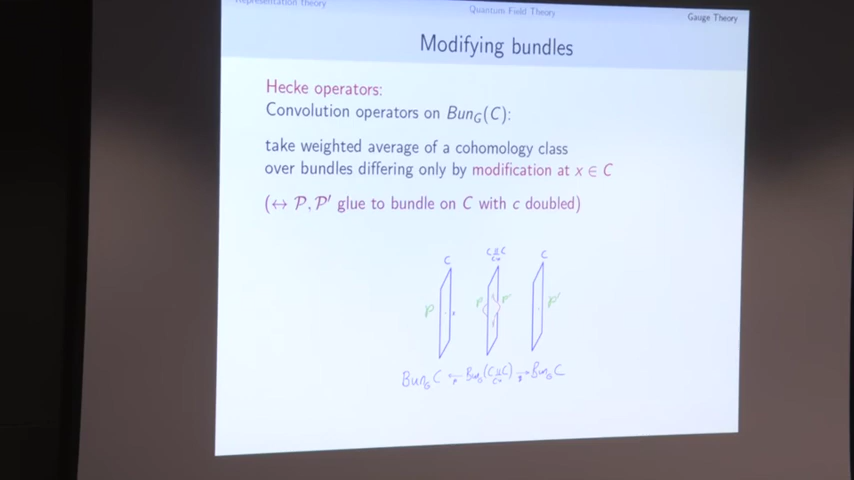 Representation theory
Quantum Field Theory
Gauge Theory
Modifying bundles
Hecke operators:
Convolution operators on Bun_G(C):
take weighted average of a cohomology class
over bundles differing only by modification at x ∈ C
(↔ P, P′ glue to bundle on C with c doubled)
C
C
P
P
P′
P′
Bun_G C ← Bun_G (C ⨿ C) → Bun_G C